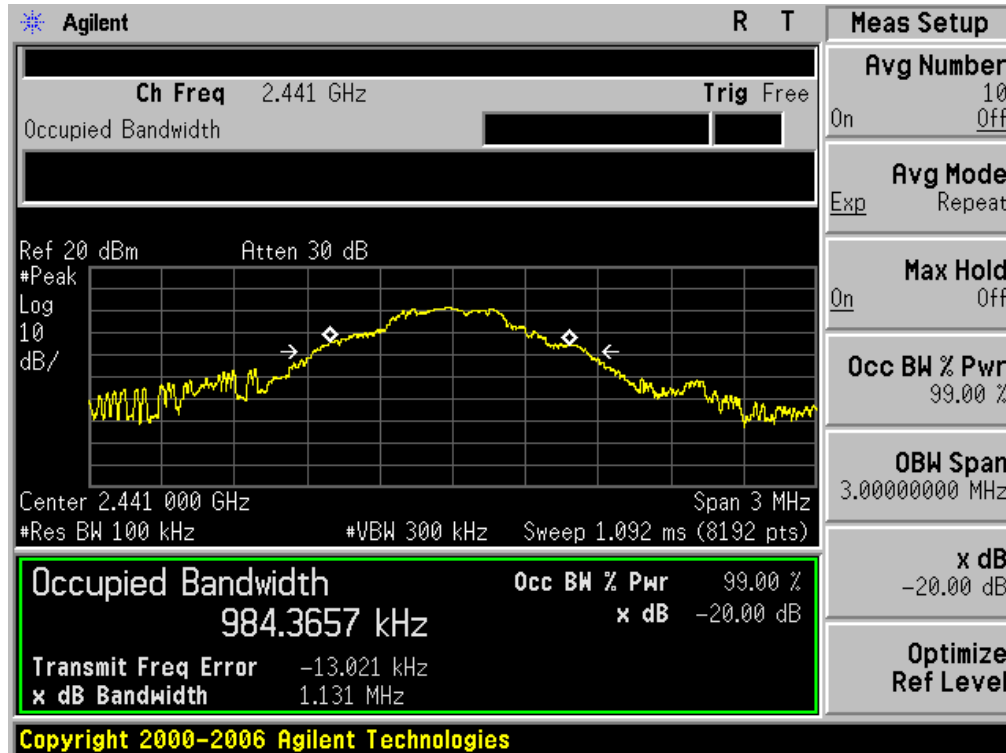 Agilent R T
Meas Setup
Ch Freq 2.441 GHz Trig Free
Occupied Bandwidth
Ref 20 dBm Atten 30 dB
#Peak
Log
10
dB/
Center 2.441 000 GHz Span 3 MHz
#Res BW 100 kHz #VBW 300 kHz Sweep 1.092 ms (8192 pts)
Occupied Bandwidth
984.3657 kHz
Occ BW % Pwr 99.00 %
x dB -20.00 dB
Transmit Freq Error -13.021 kHz
x dB Bandwidth 1.131 MHz
Avg Number
10
On Off
Avg Mode
Exp Repeat
Max Hold
On Off
Occ BW % Pwr
99.00 %
OBW Span
3.00000000 MHz
x dB
-20.00 dB
Optimize
Ref Level
Copyright 2000-2006 Agilent Technologies